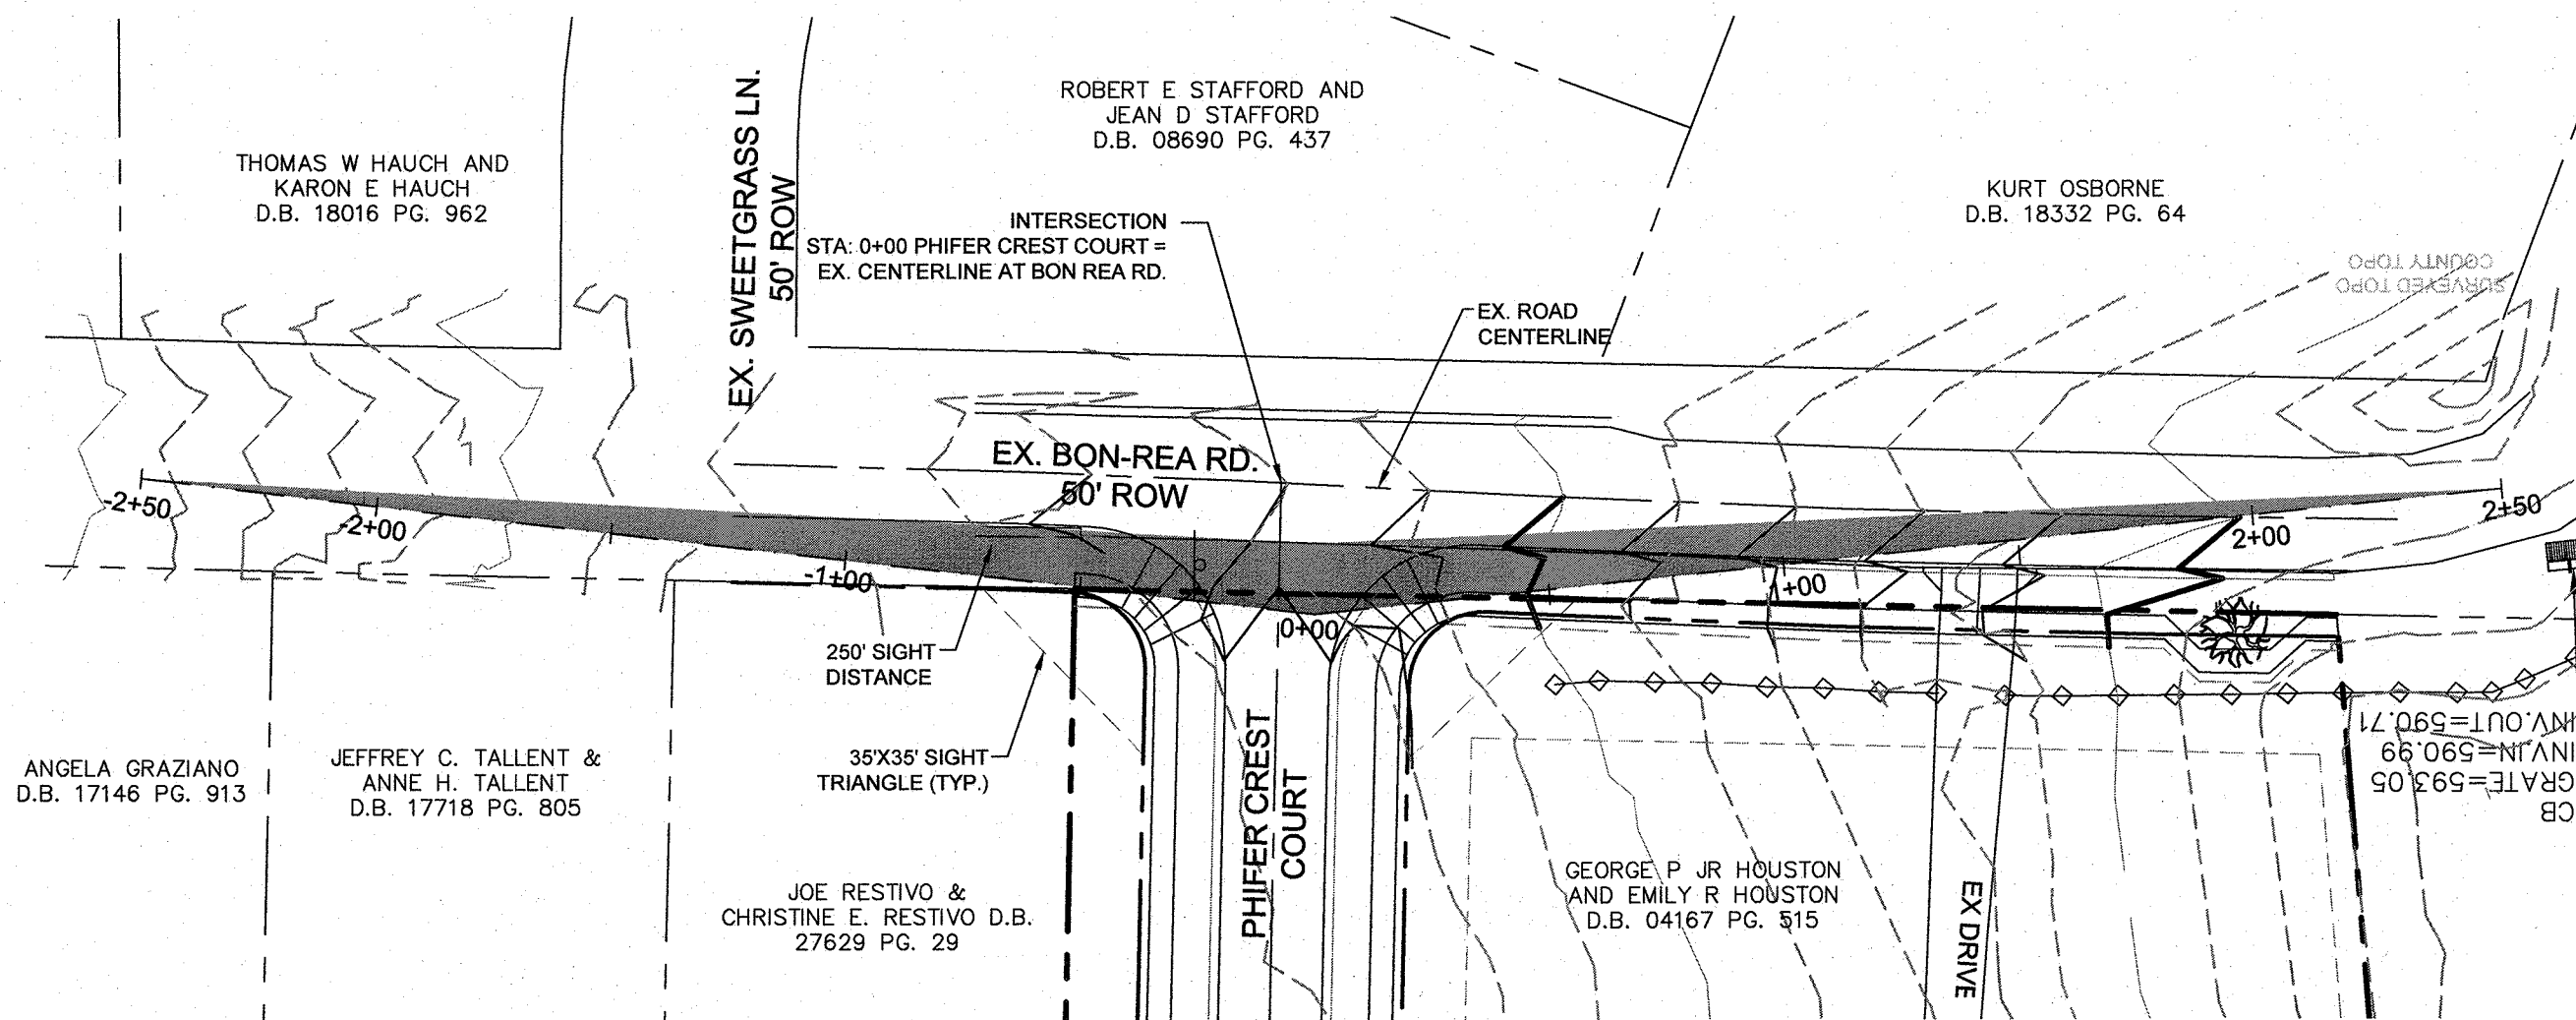 THOMAS W HAUCH AND
KARON E HAUCH
D.B. 18016 PG. 962
EX. SWEETGRASS LN.
50' ROW
ROBERT E STAFFORD AND
JEAN D STAFFORD
D.B. 08690 PG. 437
KURT OSBORNE
D.B. 18332 PG. 64
INTERSECTION
STA: 0+00 PHIFER CREST COURT =
EX. CENTERLINE AT BON REA RD.
EX. ROAD
CENTERLINE
SURVEYED TOPO
COUNTY TOPO
EX. BON-REA RD.
50' ROW
-2+50
-2+00
-1+00
0+00
1+00
2+00
2+50
250' SIGHT
DISTANCE
35'X35' SIGHT
TRIANGLE (TYP.)
PHIFER CREST
COURT
ANGELA GRAZIANO
D.B. 17146 PG. 913
JEFFREY C. TALLENT &
ANNE H. TALLENT
D.B. 17718 PG. 805
JOE RESTIVO &
CHRISTINE E. RESTIVO D.B.
27629 PG. 29
GEORGE P JR HOUSTON
AND EMILY R HOUSTON
D.B. 04167 PG. 515
EX DRIVE
CB
GRATE=593.05
INV.IN=590.99
INV.OUT=590.71